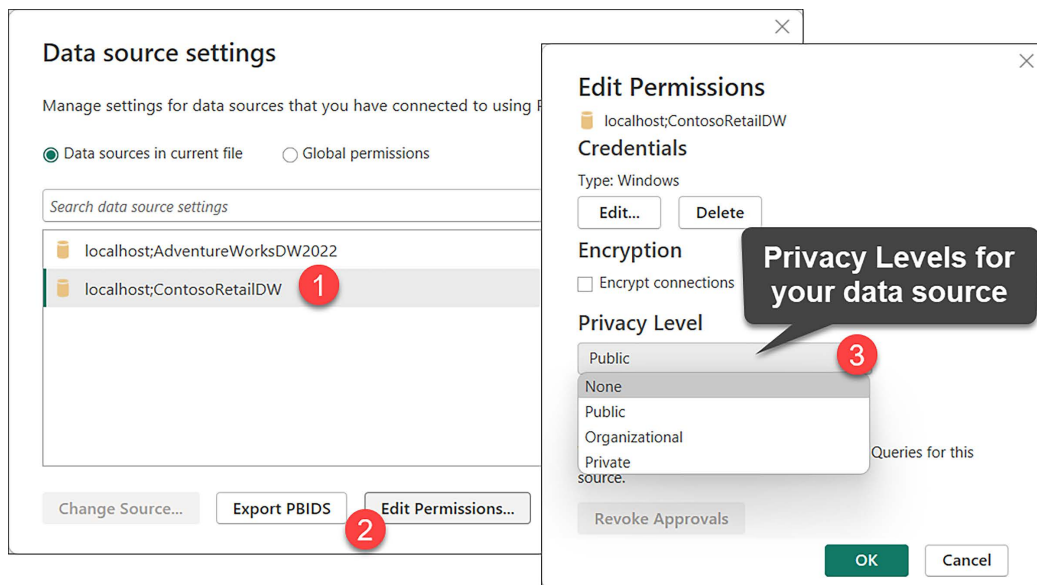 Data source settings
Manage settings for data sources that you have connected to using
Data sources in current file
Global permissions
Search data source settings
localhost;AdventureWorksDW2022
localhost;ContosoRetailDW
1
Change Source...
Export PBIDS
2
Edit Permissions...
Edit Permissions
localhost;ContosoRetailDW
Credentials
Type: Windows
Edit...
Delete
Encryption
Encrypt connections
Privacy Levels for
your data source
Privacy Level
Public
3
None
Public
Organizational
Private
Queries for this
source.
Revoke Approvals
OK
Cancel